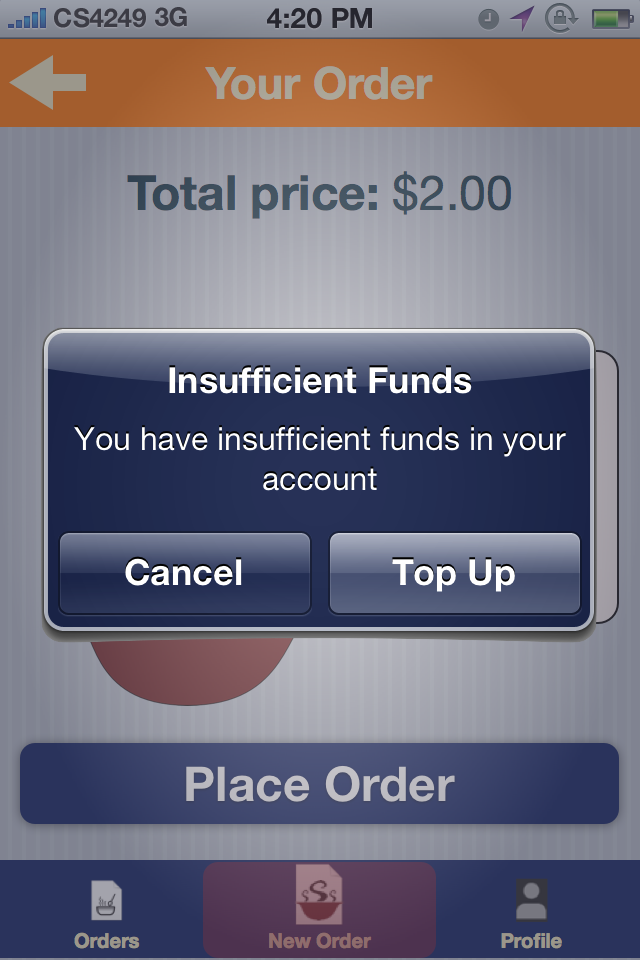 CS4249 3G 4:20 PM
Your Order
Total price: $2.00
Insufficient Funds
You have insufficient funds in your
account
Cancel Top Up
Place Order
Orders New Order Profile